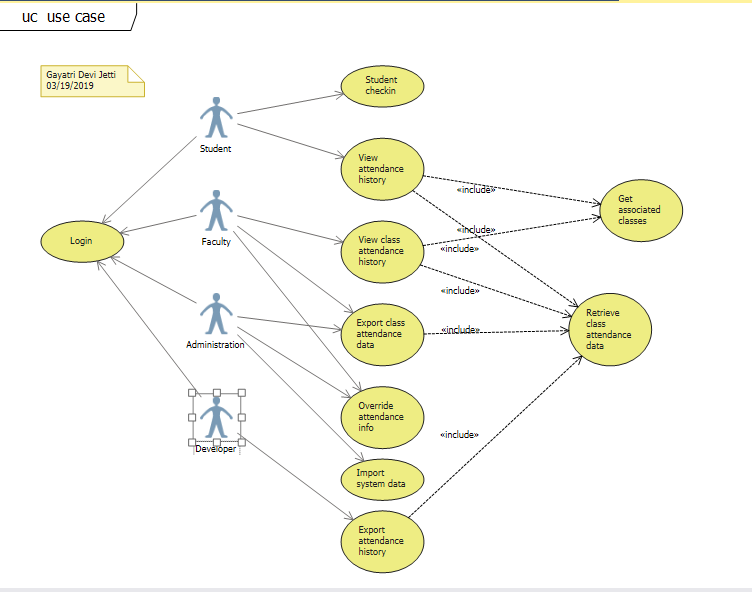 uc use case
Gayatri Devi Jetti
03/19/2019
Student
checkin
Student
View
attendance
history
«include»
Get
associated
classes
Login
Faculty
View class
attendance
history
«include»
«include»
«include»
Administration
Export class
attendance
data
«include»
Retrieve
class
attendance
data
Override
attendance
info
Developer
«include»
Import
system data
Export
attendance
history